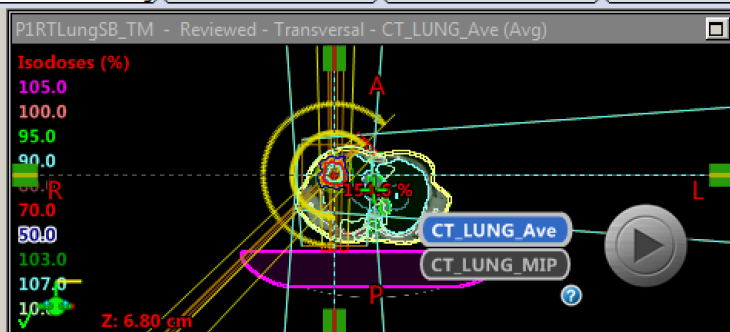 P1RTLungSB_TM - Reviewed - Transversal - CT_LUNG_Ave (Avg)
Isodoses (%)
105.0
100.0
95.0
90.0
70.0
50.0
103.0
107.0
A
R
L
P
CT_LUNG_Ave
CT_LUNG_MIP
?
Z: 6.80 cm